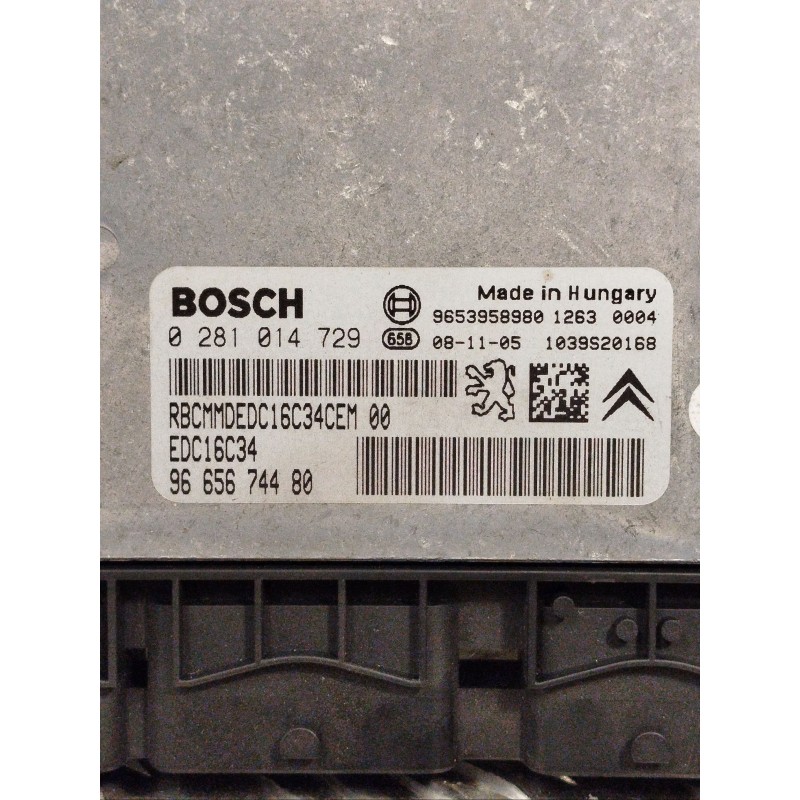 BOSCH
Made in Hungary
9653958980 1263 0004
0 281 014 729
658 08-11-05 1039S20168
RBCMMDEDC16C34CEM 00
EDC16C34
96 656 744 80